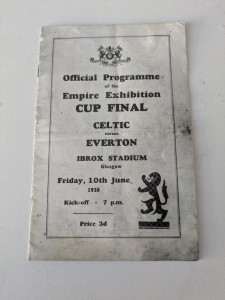 Official Programme
of the
Empire Exhibition
CUP FINAL
CELTIC
versus
EVERTON
IBROX STADIUM
Glasgow
Friday, 10th June
1938
Kick-off - 7 p.m.
Price 3d